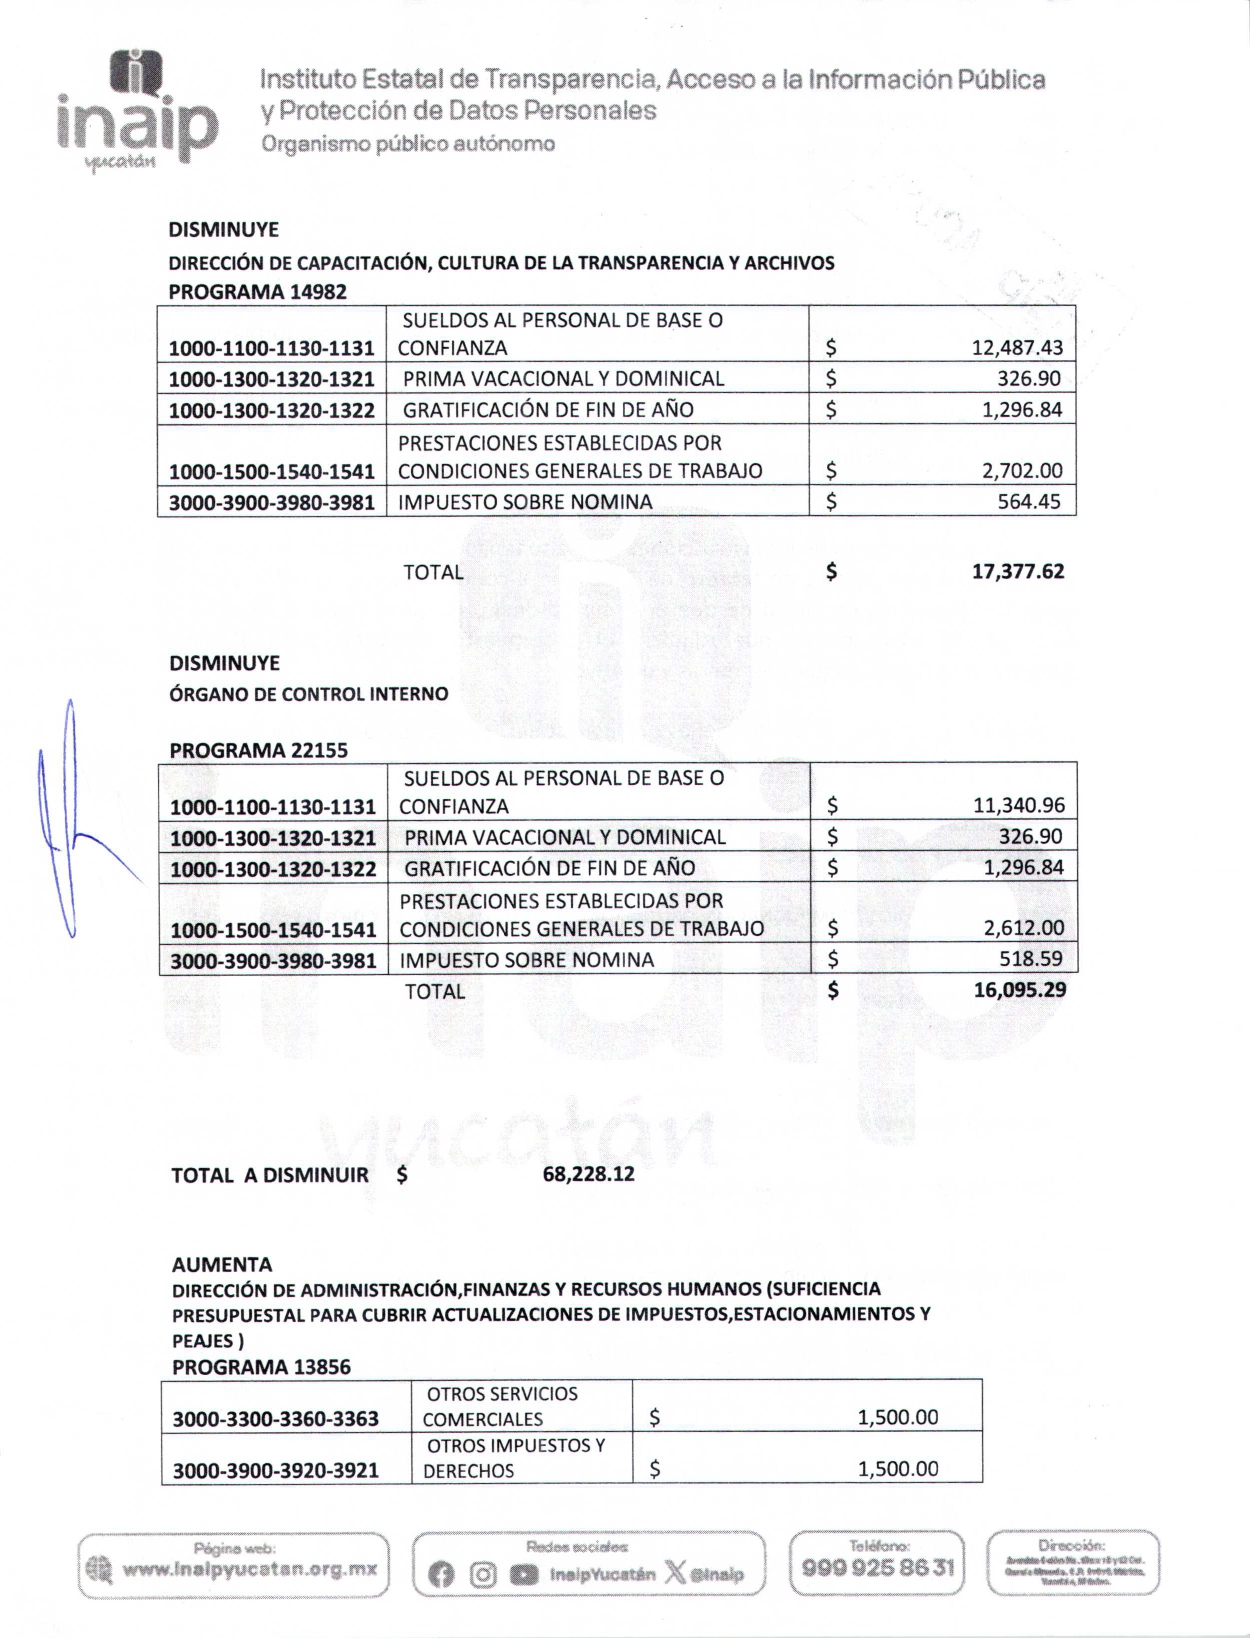 inaip
yucatán
Instituto Estatal de Transparencia, Acceso a la Información Pública
y Protección de Datos Personales
Organismo público autónomo
DISMINUYE
DIRECCIÓN DE CAPACITACIÓN, CULTURA DE LA TRANSPARENCIA Y ARCHIVOS
PROGRAMA 14982
SUELDOS AL PERSONAL DE BASE O
1000-1100-1130-1131 CONFIANZA $ 12,487.43
1000-1300-1320-1321 PRIMA VACACIONAL Y DOMINICAL $ 326.90
1000-1300-1320-1322 GRATIFICACIÓN DE FIN DE AÑO $ 1,296.84
PRESTACIONES ESTABLECIDAS POR
1000-1500-1540-1541 CONDICIONES GENERALES DE TRABAJO $ 2,702.00
3000-3900-3980-3981 IMPUESTO SOBRE NOMINA $ 564.45
TOTAL $ 17,377.62
DISMINUYE
ÓRGANO DE CONTROL INTERNO
PROGRAMA 22155
SUELDOS AL PERSONAL DE BASE O
1000-1100-1130-1131 CONFIANZA $ 11,340.96
1000-1300-1320-1321 PRIMA VACACIONAL Y DOMINICAL $ 326.90
1000-1300-1320-1322 GRATIFICACIÓN DE FIN DE AÑO $ 1,296.84
PRESTACIONES ESTABLECIDAS POR
1000-1500-1540-1541 CONDICIONES GENERALES DE TRABAJO $ 2,612.00
3000-3900-3980-3981 IMPUESTO SOBRE NOMINA $ 518.59
TOTAL $ 16,095.29
inaip
yucatán
TOTAL A DISMINUIR $ 68,228.12
AUMENTA
DIRECCIÓN DE ADMINISTRACIÓN,FINANZAS Y RECURSOS HUMANOS (SUFICIENCIA
PRESUPUESTAL PARA CUBRIR ACTUALIZACIONES DE IMPUESTOS,ESTACIONAMIENTOS Y
PEAJES )
PROGRAMA 13856
OTROS SERVICIOS
3000-3300-3360-3363 COMERCIALES $ 1,500.00
OTROS IMPUESTOS Y
3000-3900-3920-3921 DERECHOS $ 1,500.00
Página web:
www.inaipyucatan.org.mx
Redes sociales:
InaipYucatán @inaip
Teléfono:
999 925 86 31
Dirección: